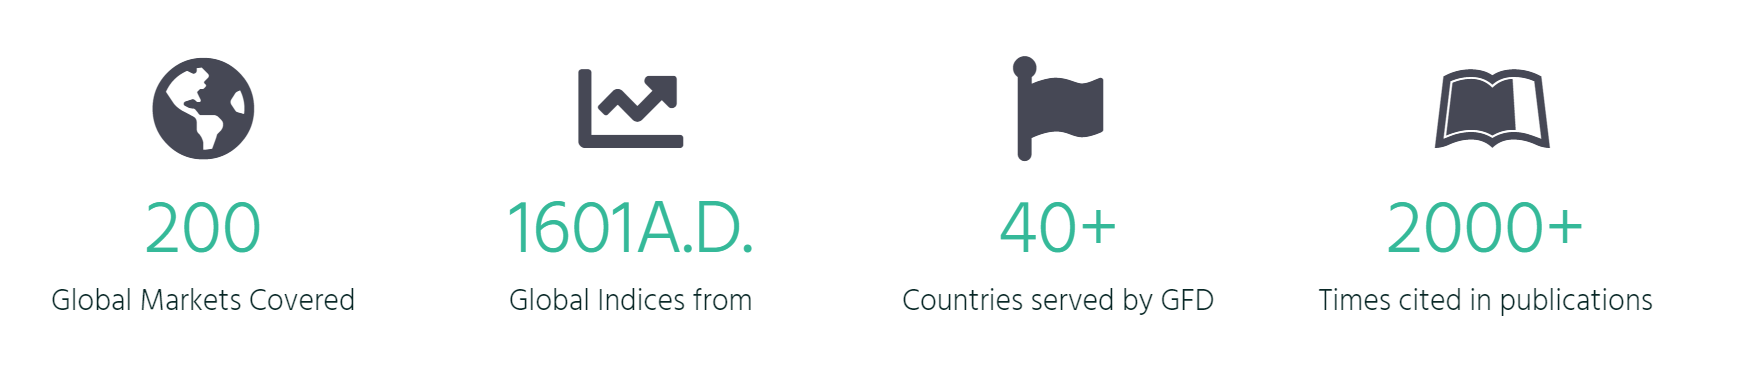 200
Global Markets Covered
1601A.D.
Global Indices from
40+
Countries served by GFD
2000+
Times cited in publications